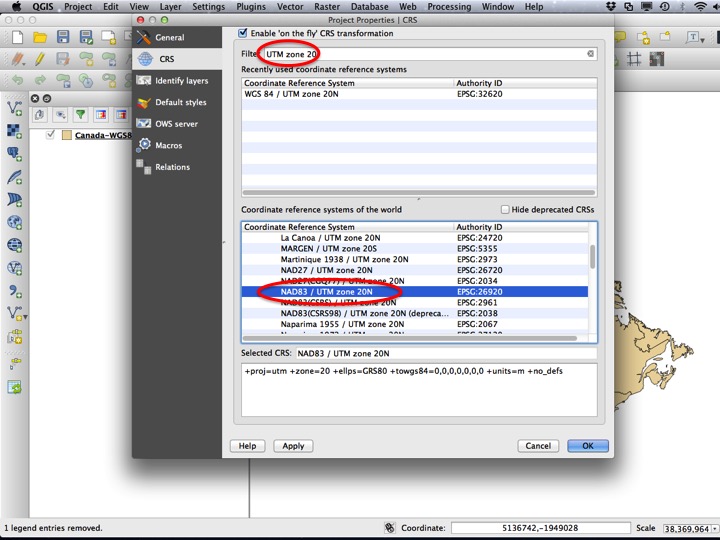 QGIS Project Edit View Layer Settings Plugins Vector Raster Database Web Processing Window Help
Project Properties | CRS
General
CRS
Identify layers
Default styles
OWS server
Macros
Relations
Enable 'on the fly' CRS transformation
Filter UTM zone 20
Recently used coordinate reference systems
Coordinate Reference System Authority ID
WGS 84 / UTM zone 20N EPSG:32620
Coordinate reference systems of the world Hide deprecated CRSs
Coordinate Reference System Authority ID
La Canoa / UTM zone 20N EPSG:24720
MARGEN / UTM zone 20S EPSG:5355
Martinique 1938 / UTM zone 20N EPSG:2973
NAD27 / UTM zone 20N EPSG:26720
NAD27(CGQ77) / UTM zone 20N EPSG:2034
NAD83 / UTM zone 20N EPSG:26920
NAD83(CSRS) / UTM zone 20N EPSG:2961
NAD83(CSRS98) / UTM zone 20N (depreca... EPSG:2038
Naparima 1955 / UTM zone 20N EPSG:2067
Selected CRS: NAD83 / UTM zone 20N
+proj=utm +zone=20 +ellps=GRS80 +towgs84=0,0,0,0,0,0,0 +units=m +no_defs
Help Apply Cancel OK
Canada-WGS8
1 legend entries removed.
Coordinate: 5136742,-1949028 Scale 38,369,964